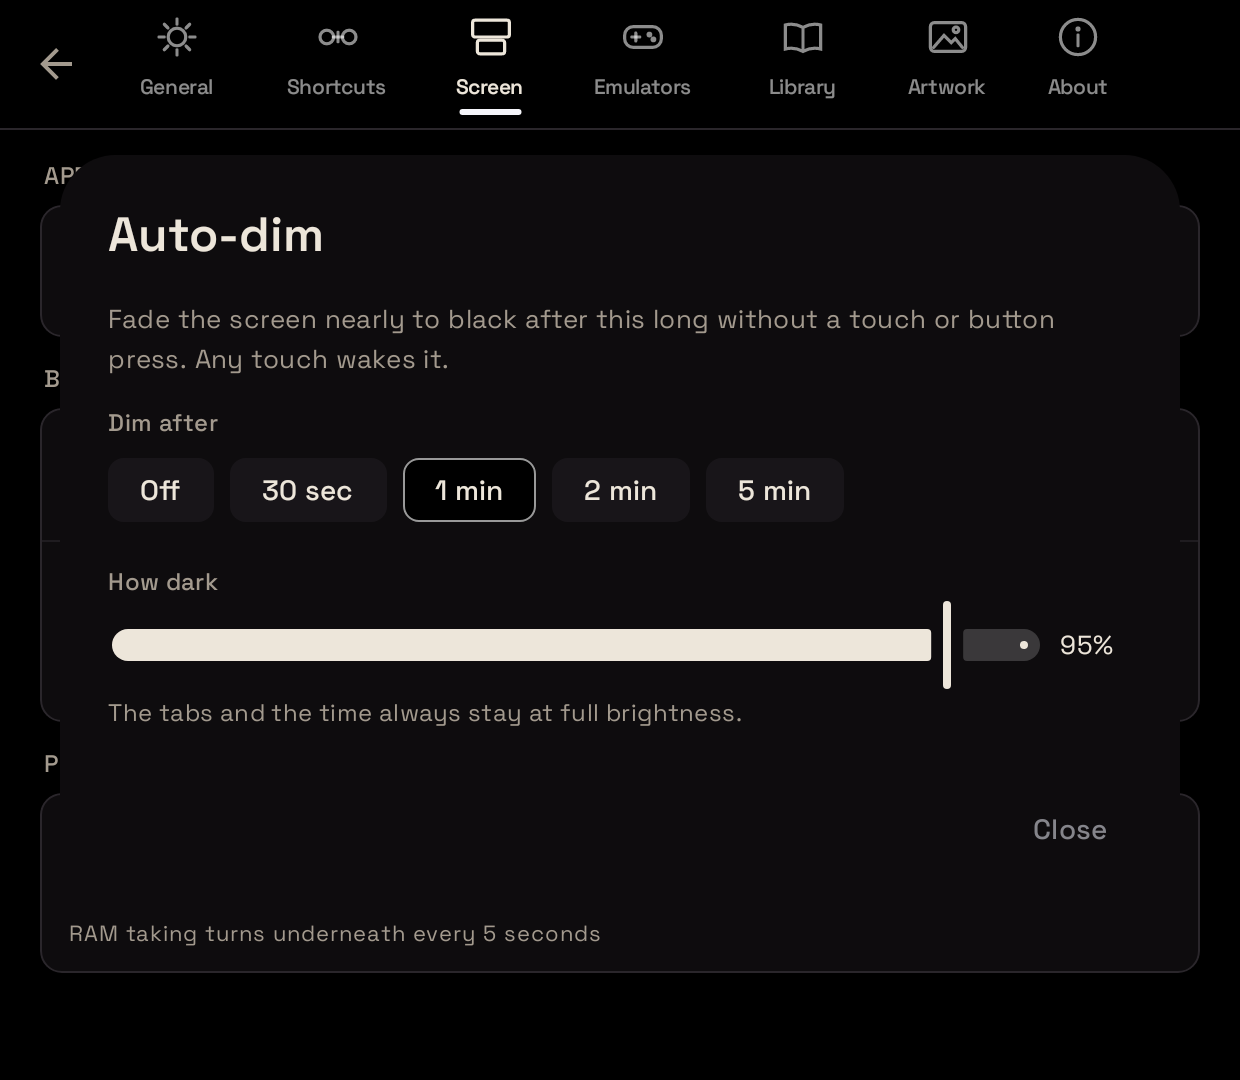 General
Shortcuts
Screen
Emulators
Library
Artwork
About
Auto-dim
Fade the screen nearly to black after this long without a touch or button
press. Any touch wakes it.
Dim after
Off
30 sec
1 min
2 min
5 min
How dark
95%
The tabs and the time always stay at full brightness.
Close
RAM taking turns underneath every 5 seconds